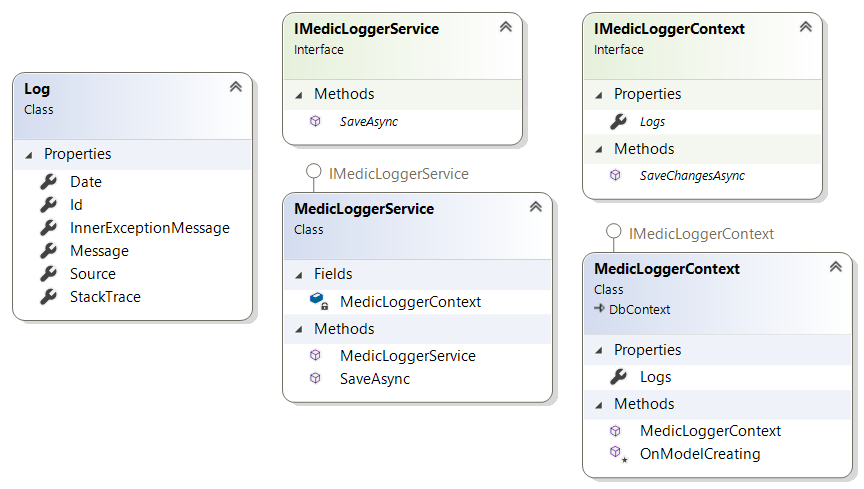 Log
Class
Properties
Date
Id
InnerExceptionMessage
Message
Source
StackTrace
IMedicLoggerService
Interface
Methods
SaveAsync
IMedicLoggerService
MedicLoggerService
Class
Fields
MedicLoggerContext
Methods
MedicLoggerService
SaveAsync
IMedicLoggerContext
Interface
Properties
Logs
Methods
SaveChangesAsync
IMedicLoggerContext
MedicLoggerContext
Class
DbContext
Properties
Logs
Methods
MedicLoggerContext
OnModelCreating